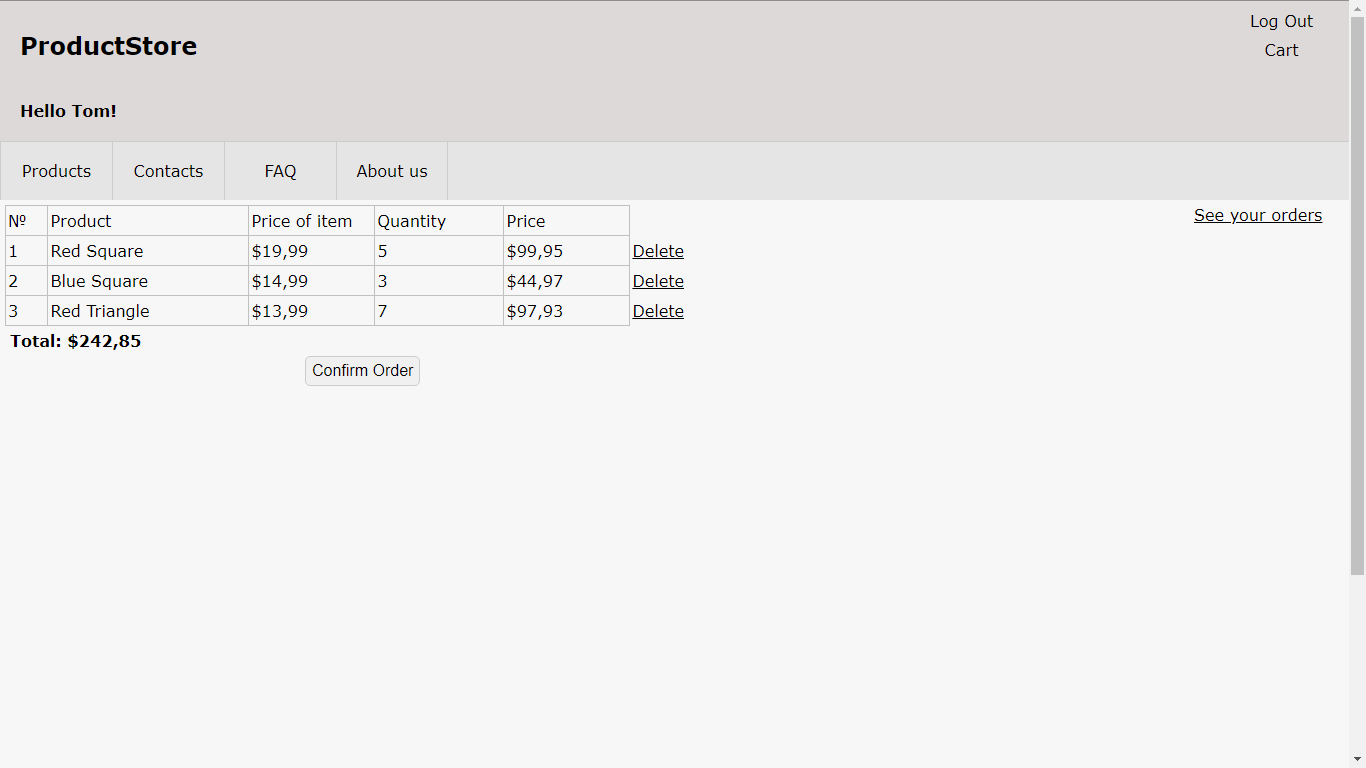 Log Out
ProductStore
Cart
Hello Tom!
Products Contacts FAQ About us
See your orders
№ Product Price of item Quantity Price
1 Red Square $19,99 5 $99,95 Delete
2 Blue Square $14,99 3 $44,97 Delete
3 Red Triangle $13,99 7 $97,93 Delete
Total: $242,85
Confirm Order